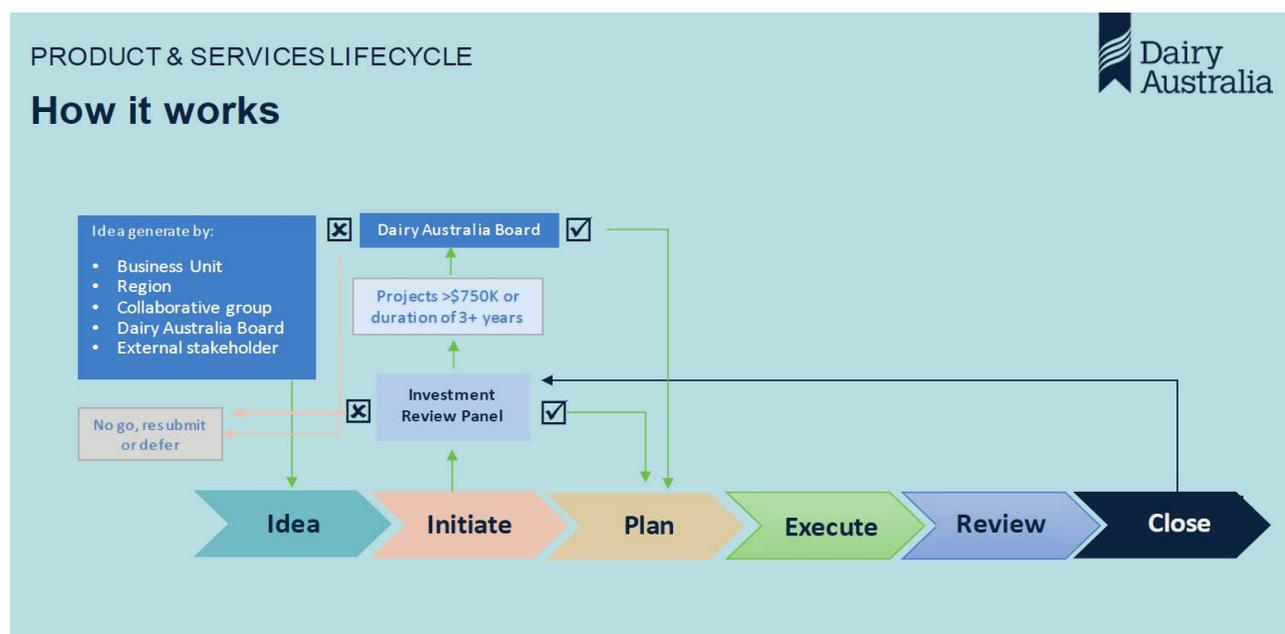 PRODUCT & SERVICES LIFECYCLE
How it works
Dairy
Australia
Idea generate by:
• Business Unit
• Region
• Collaborative group
• Dairy Australia Board
• External stakeholder
Dairy Australia Board
Projects >$750K or
duration of 3+ years
Investment
Review Panel
No go, resubmit
or defer
Idea
Initiate
Plan
Execute
Review
Close